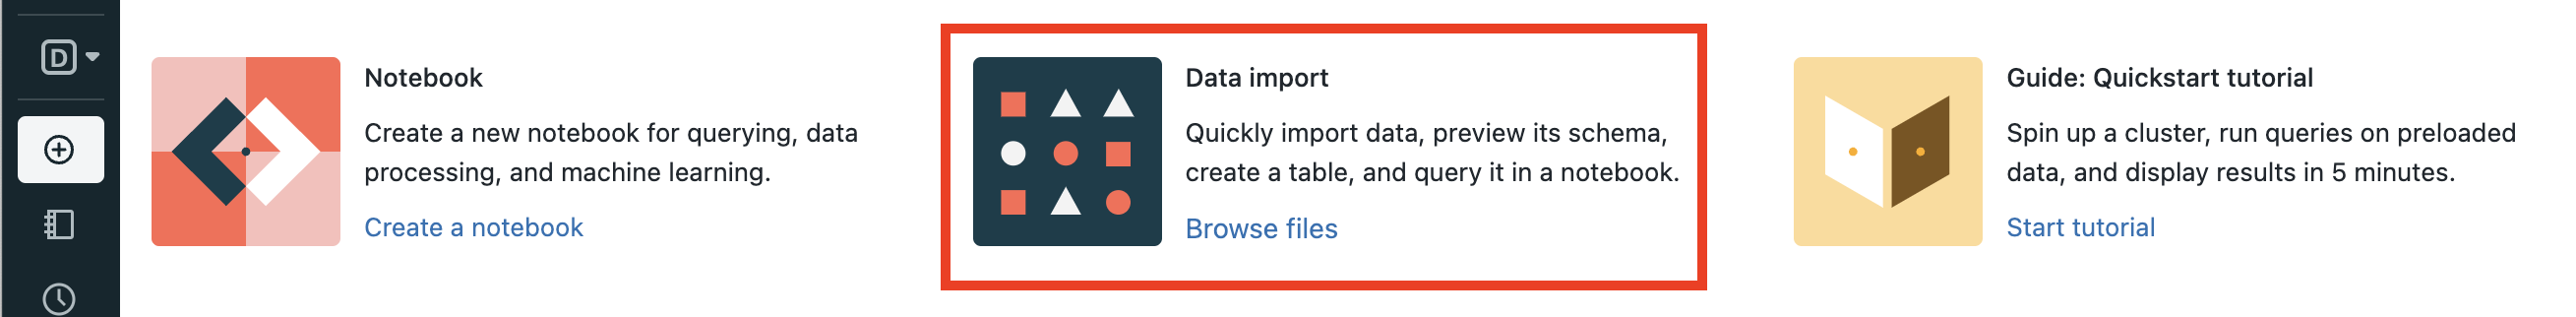 D
Notebook
Create a new notebook for querying, data
processing, and machine learning.
Create a notebook
Data import
Quickly import data, preview its schema,
create a table, and query it in a notebook.
Browse files
Guide: Quickstart tutorial
Spin up a cluster, run queries on preloaded
data, and display results in 5 minutes.
Start tutorial